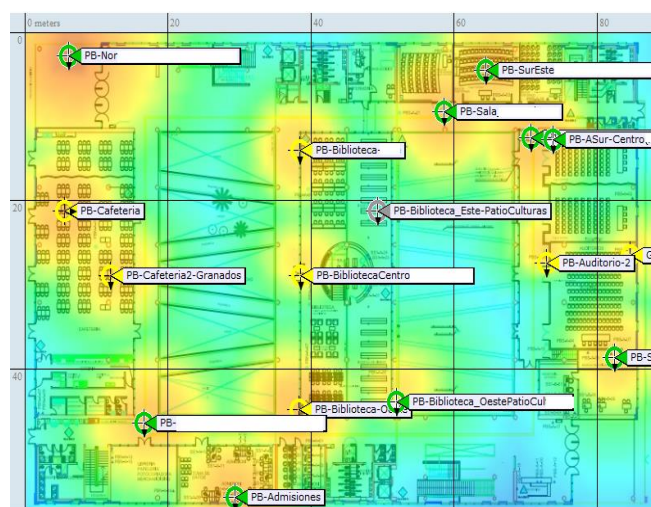 0 meters
20
40
60
80
0
PB-Nor
PB-SurEste
PB-Sala
PB-ASur-Centro
PB-Biblioteca-
20
PB-Cafeteria
PB-Biblioteca_Este-PatioCulturas
PB-Auditorio-2
G
PB-Cafeteria2-Granados
PB-BibliotecaCentro
PB-S
40
PB-Biblioteca_OestePatioCul
PB-
PB-Admisiones